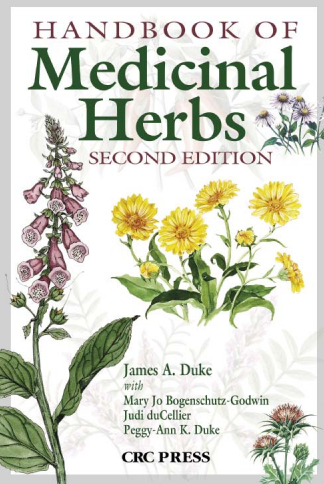 HANDBOOK OF
Medicinal
Herbs
SECOND EDITION
James A. Duke
with
Mary Jo Bogenschutz-Godwin
Judi duCellier
Peggy-Ann K. Duke
CRC PRESS